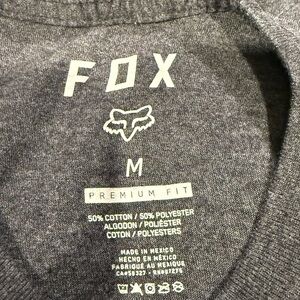 FOX
M
PREMIUM FIT
50% COTTON / 50% POLYESTER
ALGODON / POLIÉSTER
COTON / POLYESTERS
MADE IN MEXICO
HECHO EN MÉXICO
FABRIQUÉ AU MEXIQUE